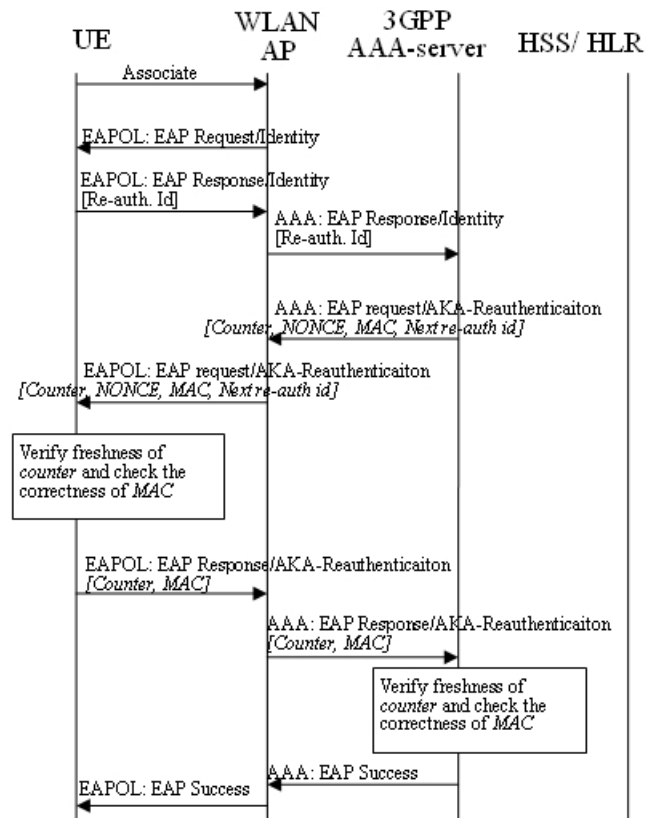 UE
WLAN
AP
3GPP
AAA-server
HSS/ HLR
Associate
EAPOL: EAP Request/Identity
EAPOL: EAP Response/Identity
[Re-auth. Id]
AAA: EAP Response/Identity
[Re-auth. Id]
AAA: EAP request/AKA-Reauthenticaiton
[Counter, NONCE, MAC, Next re-auth id]
EAPOL: EAP request/AKA-Reauthenticaiton
[Counter, NONCE, MAC, Next re-auth id]
Verify freshness of
counter and check the
correctness of MAC
EAPOL: EAP Response/AKA-Reauthenticaiton
[Counter, MAC]
AAA: EAP Response/AKA-Reauthenticaiton
[Counter, MAC]
Verify freshness of
counter and check the
correctness of MAC
AAA: EAP Success
EAPOL: EAP Success